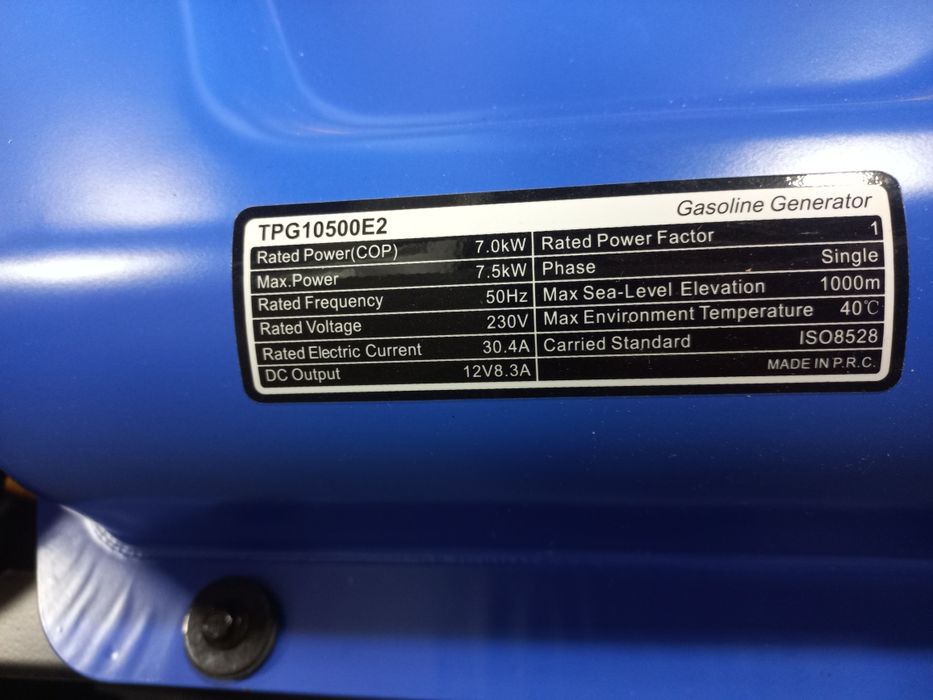 TPG10500E2 Gasoline Generator
Rated Power(COP) 7.0kW Rated Power Factor 1
Max.Power 7.5kW Phase Single
Rated Frequency 50Hz Max Sea-Level Elevation 1000m
Rated Voltage 230V Max Environment Temperature 40℃
Rated Electric Current 30.4A Carried Standard ISO8528
DC Output 12V8.3A MADE IN P.R.C.